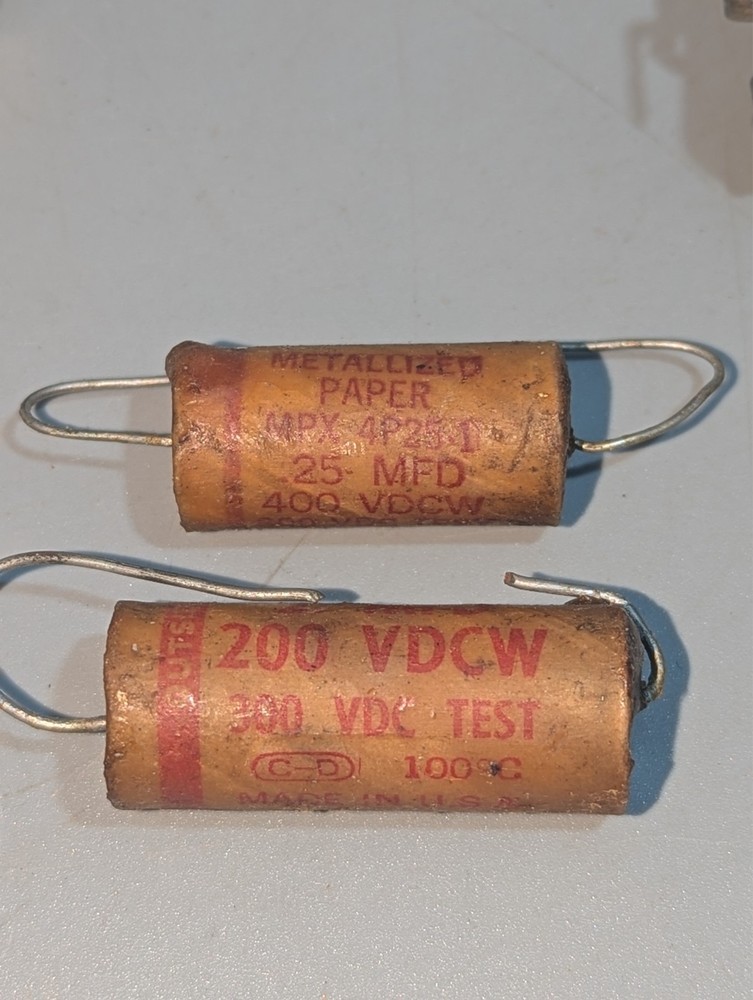 METALLIZED
PAPER
MPX 4P25-1
.25 MFD
400 VDCW
200 VDCW
300 VDC TEST
C-D 100°C
MADE IN U.S.A.